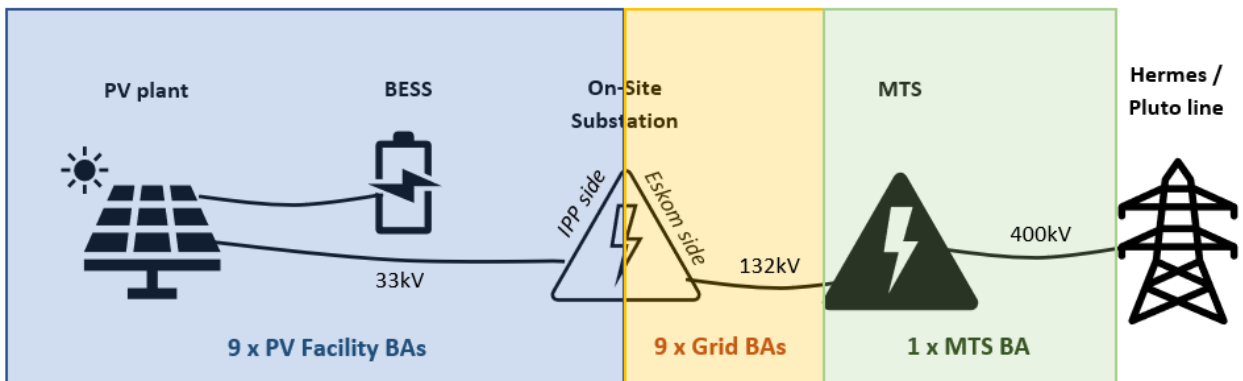 PV plant
BESS
On-Site
Substation
MTS
Hermes /
Pluto line
IPP side
Eskom side
33kV
132kV
400kV
9 x PV Facility BAs
9 x Grid BAs
1 x MTS BA